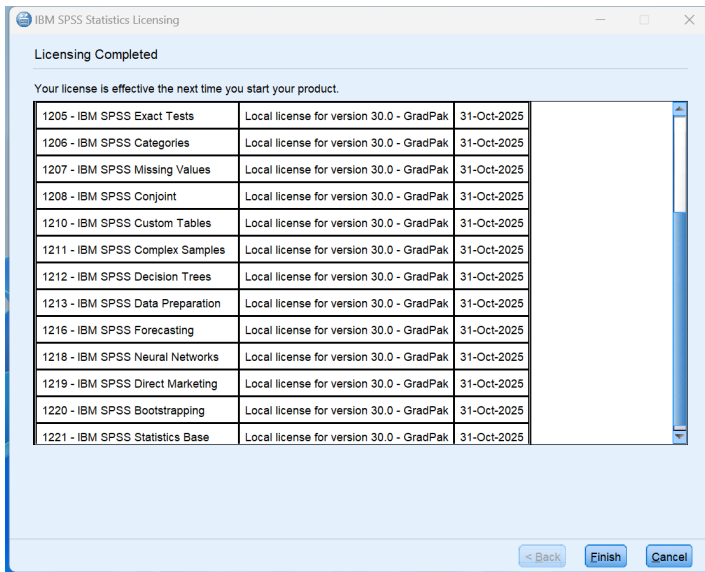 IBM SPSS Statistics Licensing
Licensing Completed
Your license is effective the next time you start your product.
1205 - IBM SPSS Exact Tests Local license for version 30.0 - GradPak 31-Oct-2025
1206 - IBM SPSS Categories Local license for version 30.0 - GradPak 31-Oct-2025
1207 - IBM SPSS Missing Values Local license for version 30.0 - GradPak 31-Oct-2025
1208 - IBM SPSS Conjoint Local license for version 30.0 - GradPak 31-Oct-2025
1210 - IBM SPSS Custom Tables Local license for version 30.0 - GradPak 31-Oct-2025
1211 - IBM SPSS Complex Samples Local license for version 30.0 - GradPak 31-Oct-2025
1212 - IBM SPSS Decision Trees Local license for version 30.0 - GradPak 31-Oct-2025
1213 - IBM SPSS Data Preparation Local license for version 30.0 - GradPak 31-Oct-2025
1216 - IBM SPSS Forecasting Local license for version 30.0 - GradPak 31-Oct-2025
1218 - IBM SPSS Neural Networks Local license for version 30.0 - GradPak 31-Oct-2025
1219 - IBM SPSS Direct Marketing Local license for version 30.0 - GradPak 31-Oct-2025
1220 - IBM SPSS Bootstrapping Local license for version 30.0 - GradPak 31-Oct-2025
1221 - IBM SPSS Statistics Base Local license for version 30.0 - GradPak 31-Oct-2025
< Back Finish Cancel